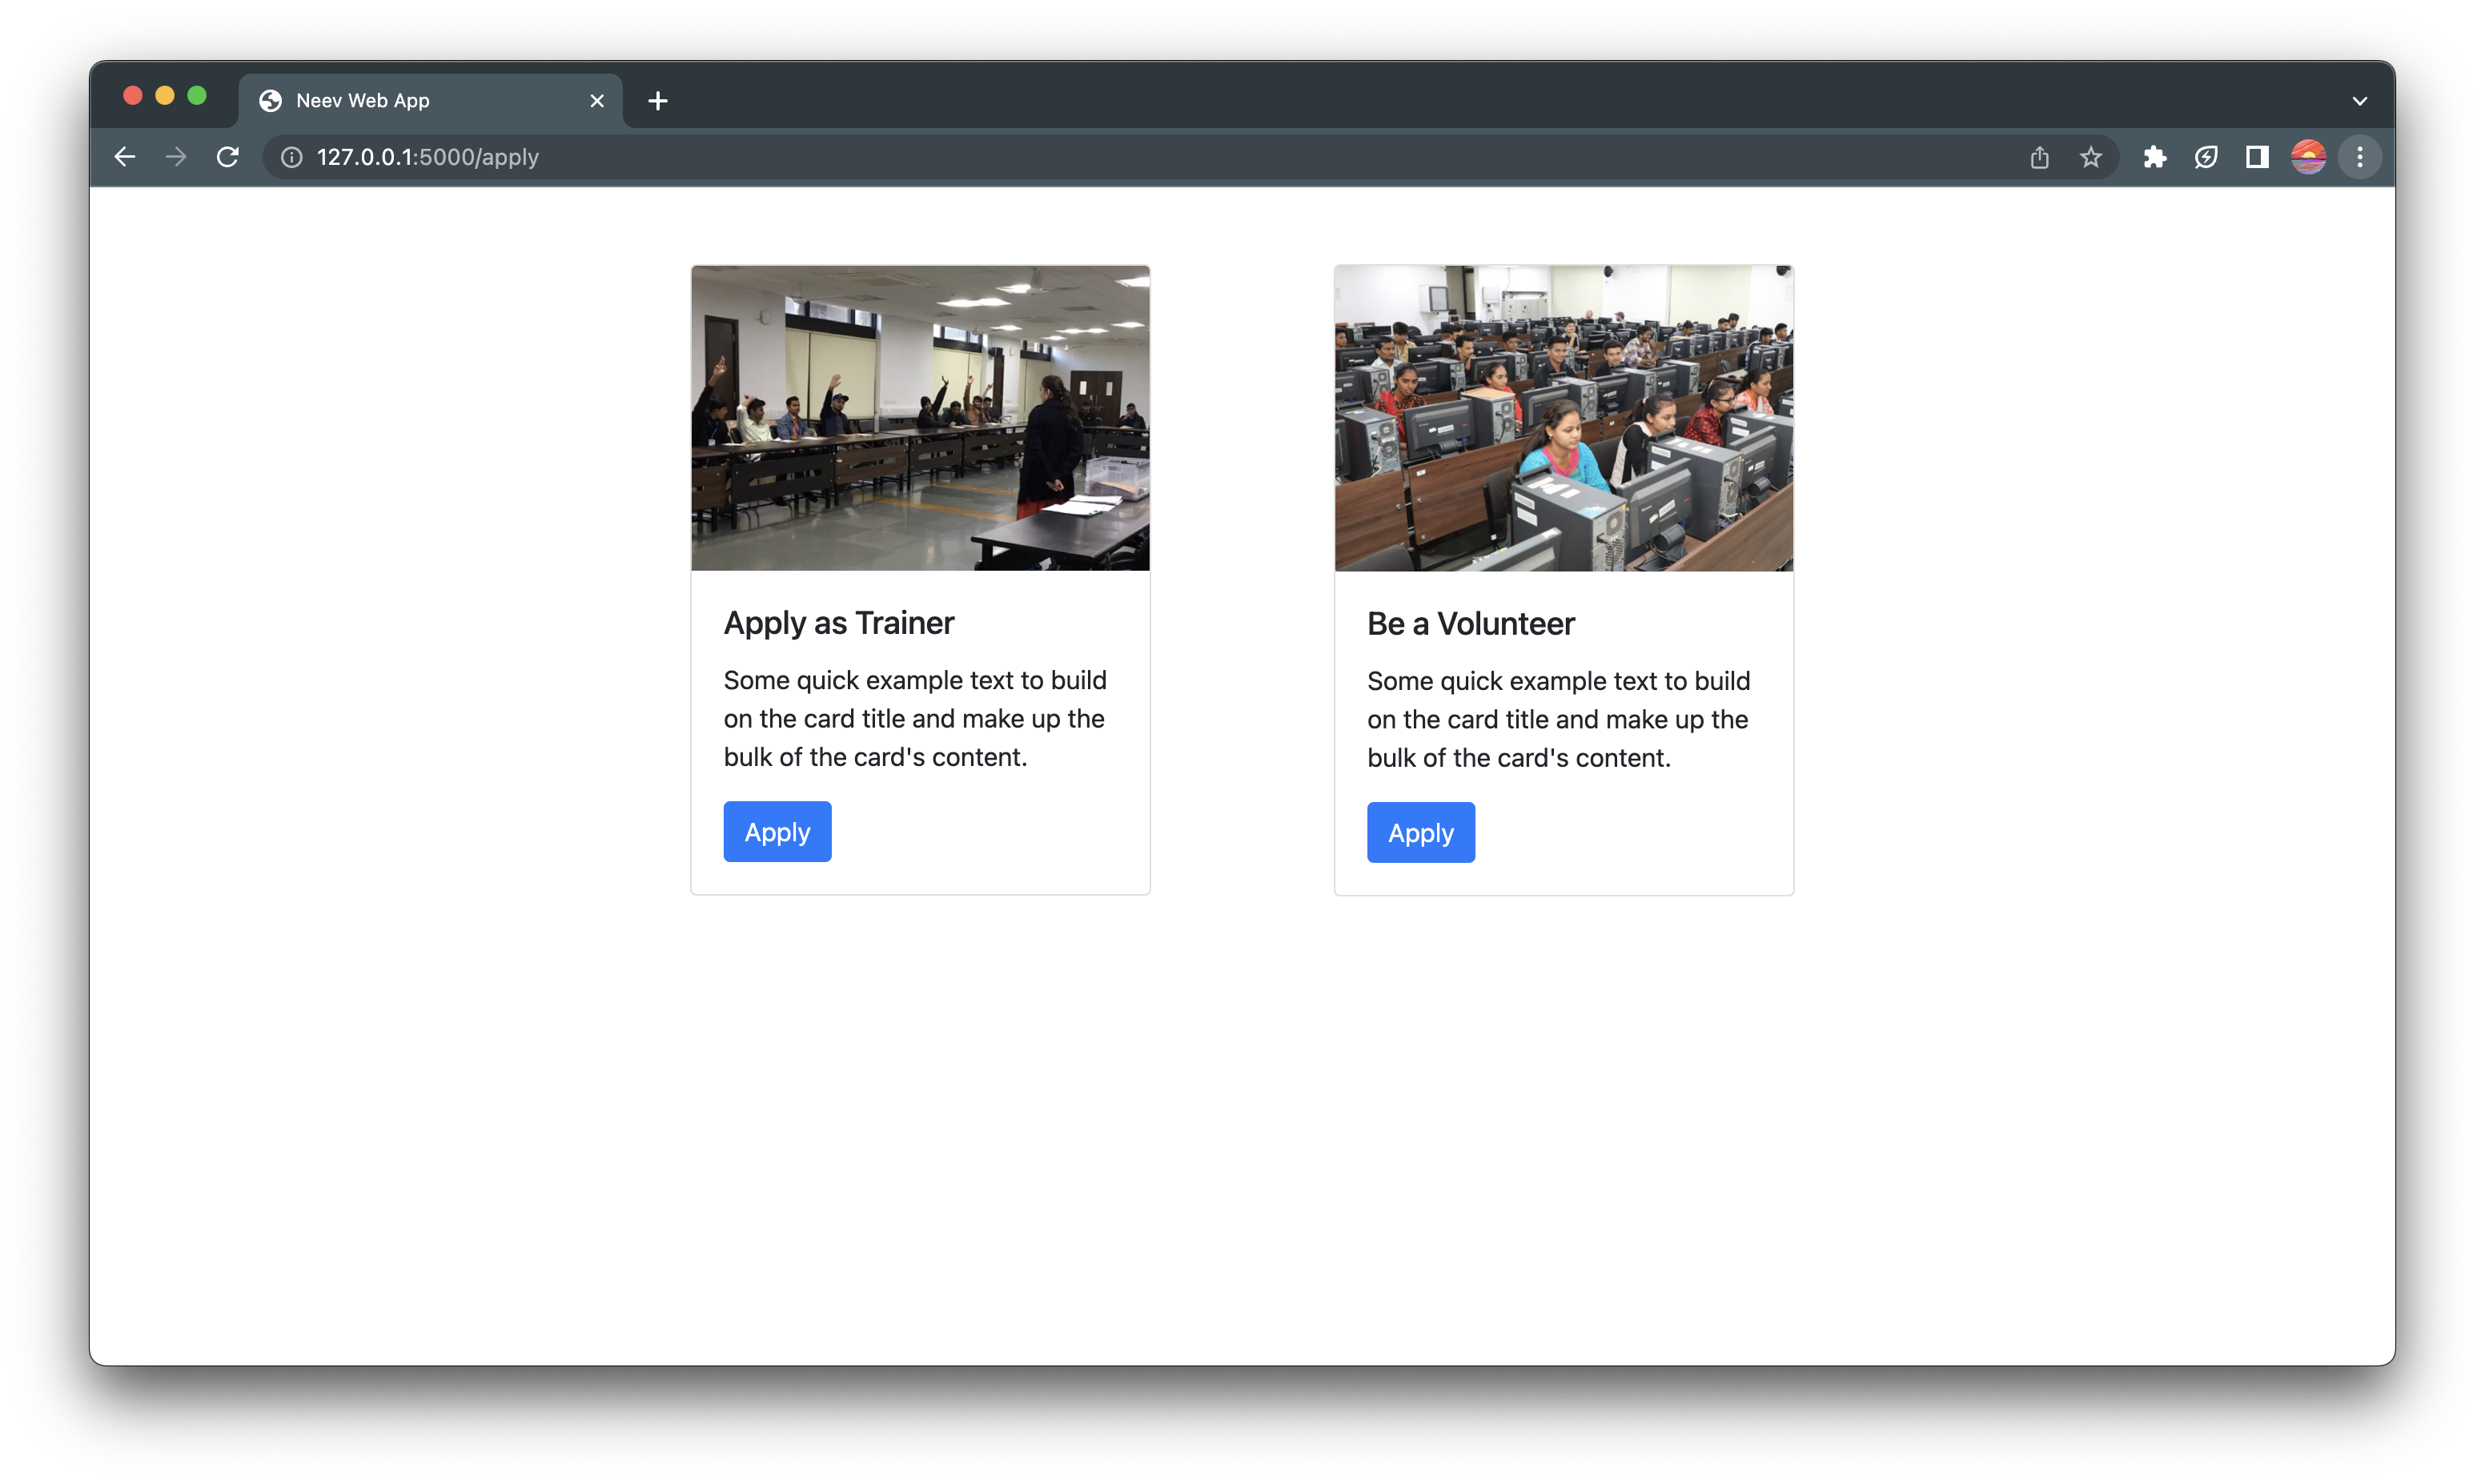 Neev Web App
127.0.0.1:5000/apply
Apply as Trainer
Some quick example text to build
on the card title and make up the
bulk of the card's content.
Apply
Be a Volunteer
Some quick example text to build
on the card title and make up the
bulk of the card's content.
Apply